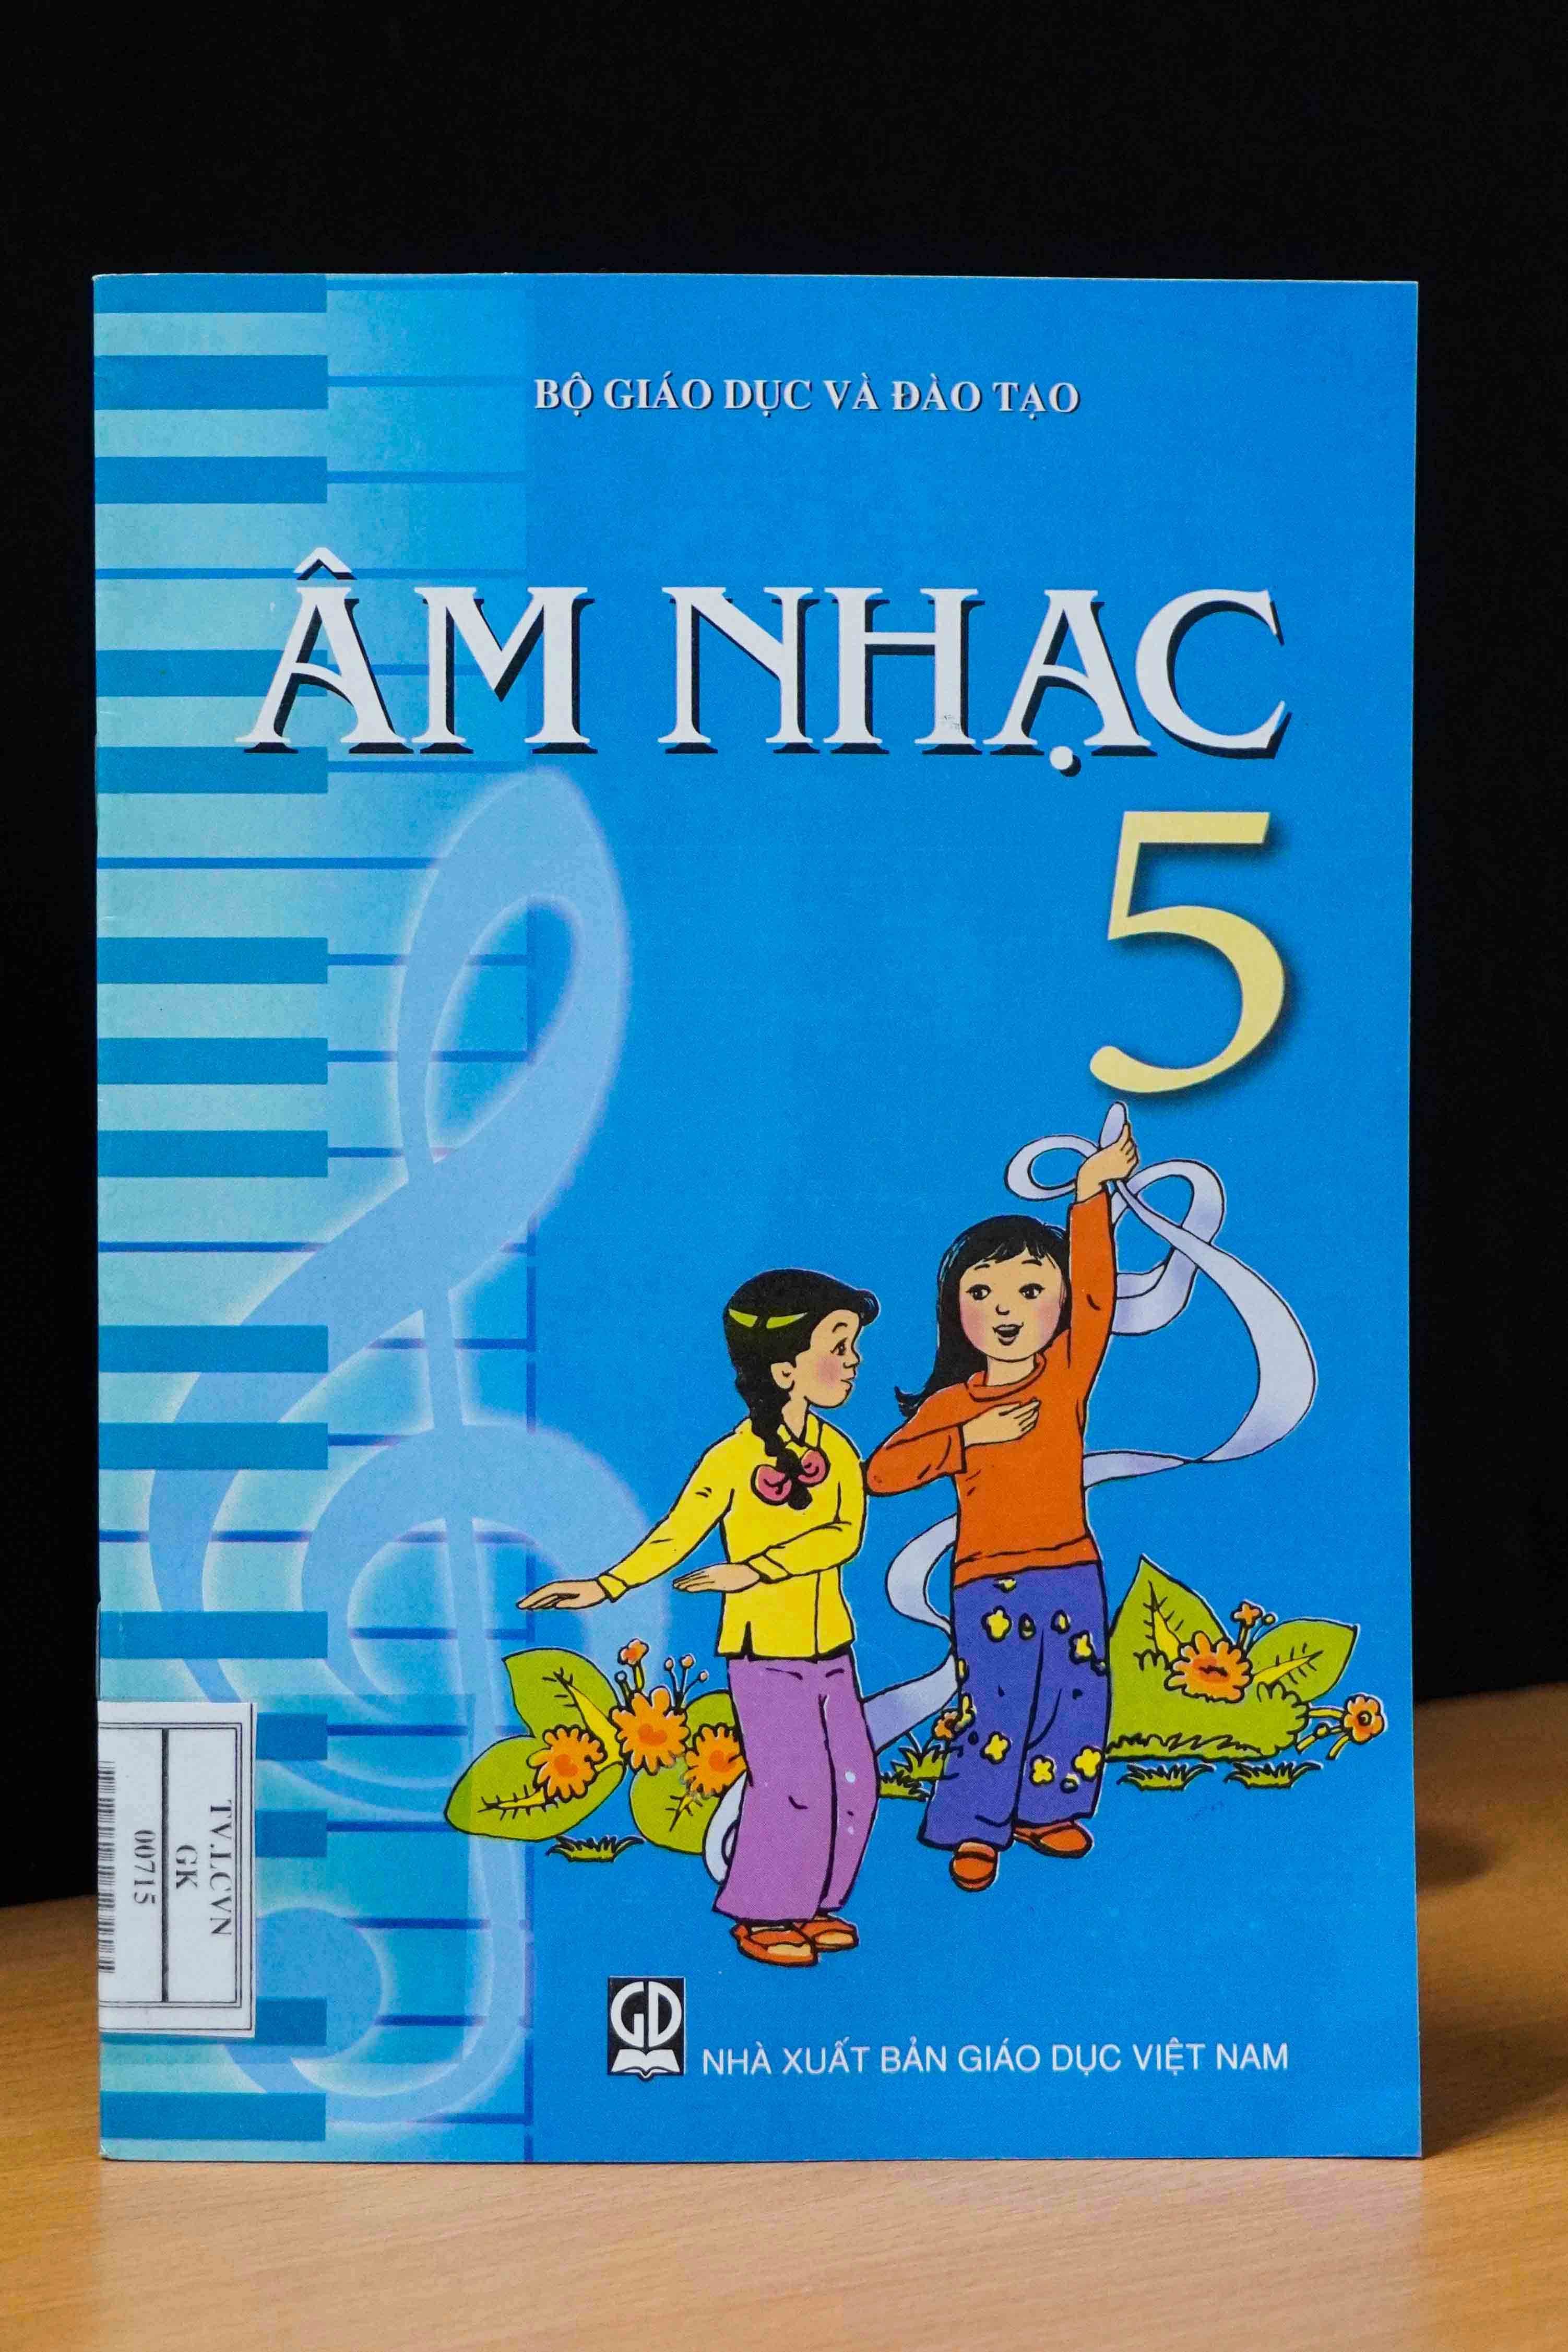 BỘ GIÁO DỤC VÀ ĐÀO TẠO
ÂM NHẠC
5
TV.LCVN
GK
00715
GD
NHÀ XUẤT BẢN GIÁO DỤC VIỆT NAM